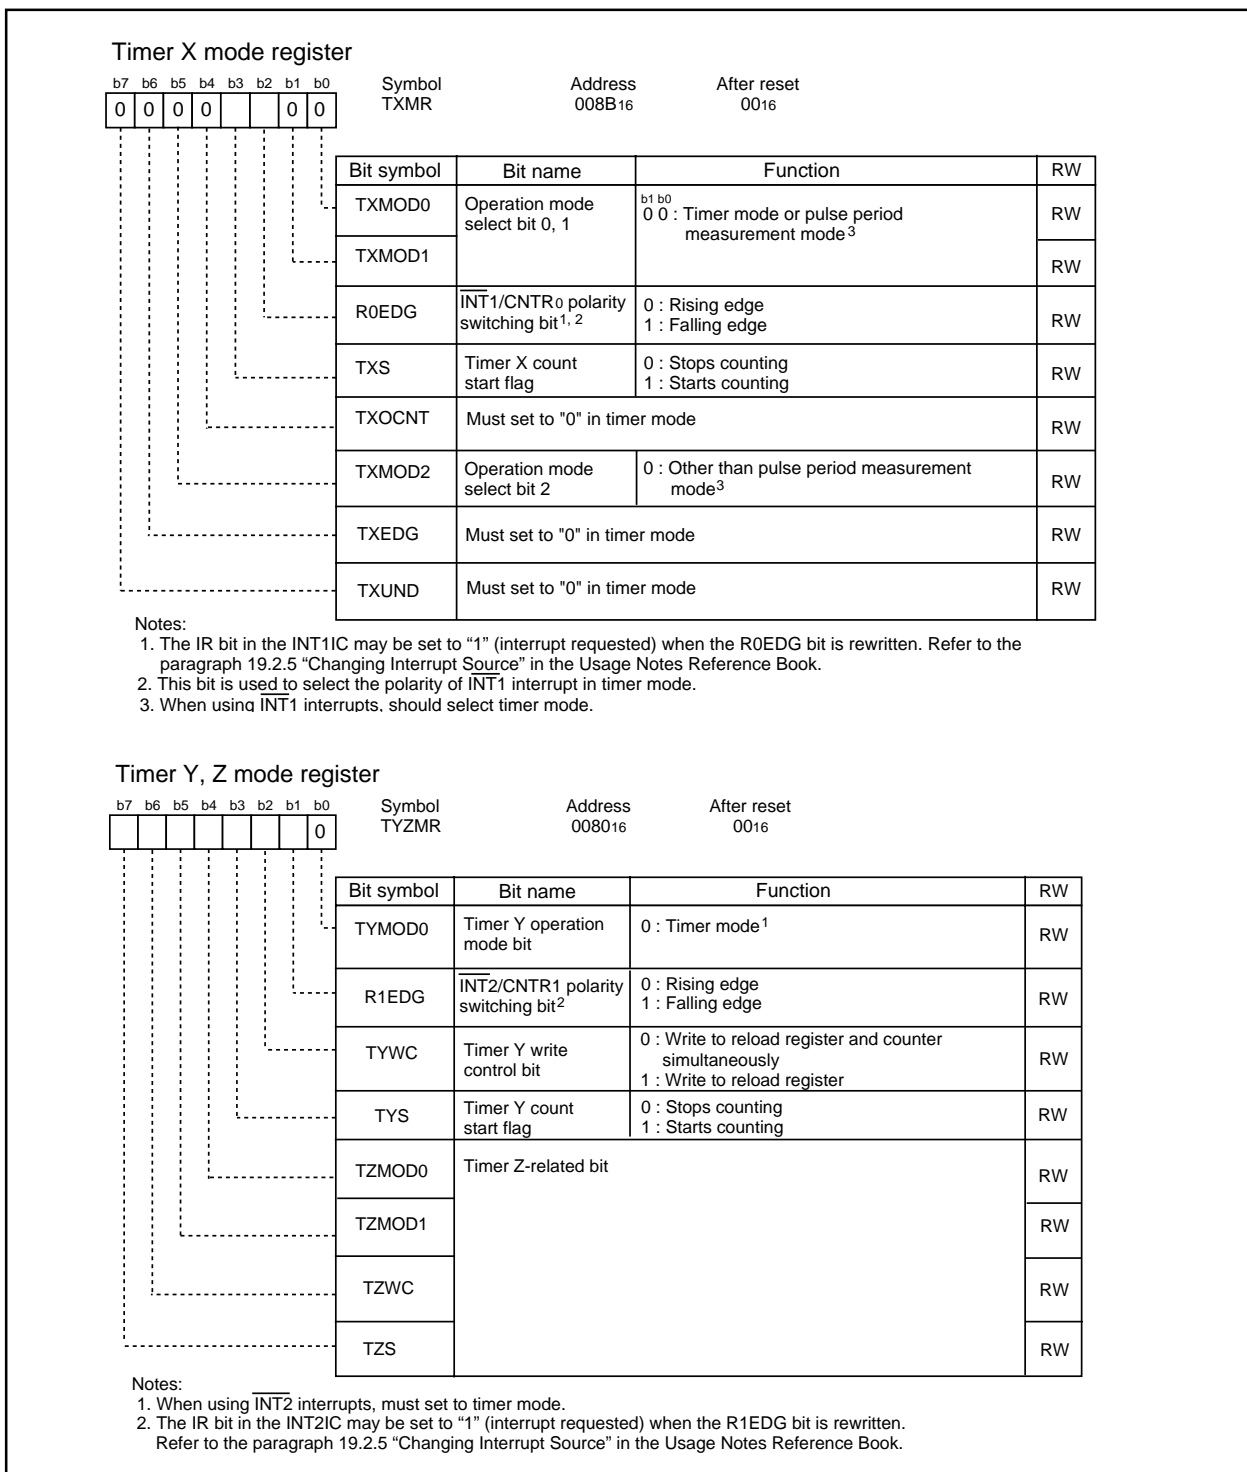 Timer X mode register
b7 b6 b5 b4 b3 b2 b1 b0
Symbol Address After reset
0 0 0 0 0 0
TXMR 008B16 0016
Bit symbol Bit name Function RW
TXMOD0 Operation mode select bit 0, 1 b1 b0
0 0 : Timer mode or pulse period measurement mode3 RW
TXMOD1 RW
R0EDG INT1/CNTR0 polarity switching bit1, 2 0 : Rising edge
1 : Falling edge RW
TXS Timer X count start flag 0 : Stops counting
1 : Starts counting RW
TXOCNT Must set to "0" in timer mode RW
TXMOD2 Operation mode select bit 2 0 : Other than pulse period measurement mode3 RW
TXEDG Must set to "0" in timer mode RW
TXUND Must set to "0" in timer mode RW
Notes:
1. The IR bit in the INT1IC may be set to “1” (interrupt requested) when the R0EDG bit is rewritten. Refer to the
paragraph 19.2.5 “Changing Interrupt Source” in the Usage Notes Reference Book.
2. This bit is used to select the polarity of INT1 interrupt in timer mode.
3. When using INT1 interrupts, should select timer mode.
Timer Y, Z mode register
b7 b6 b5 b4 b3 b2 b1 b0
Symbol Address After reset
0
TYZMR 008016 0016
Bit symbol Bit name Function RW
TYMOD0 Timer Y operation mode bit 0 : Timer mode1 RW
R1EDG INT2/CNTR1 polarity switching bit2 0 : Rising edge
1 : Falling edge RW
TYWC Timer Y write control bit 0 : Write to reload register and counter simultaneously
1 : Write to reload register RW
TYS Timer Y count start flag 0 : Stops counting
1 : Starts counting RW
TZMOD0 Timer Z-related bit RW
TZMOD1 RW
TZWC RW
TZS RW
Notes:
1. When using INT2 interrupts, must set to timer mode.
2. The IR bit in the INT2IC may be set to “1” (interrupt requested) when the R1EDG bit is rewritten.
Refer to the paragraph 19.2.5 “Changing Interrupt Source” in the Usage Notes Reference Book.